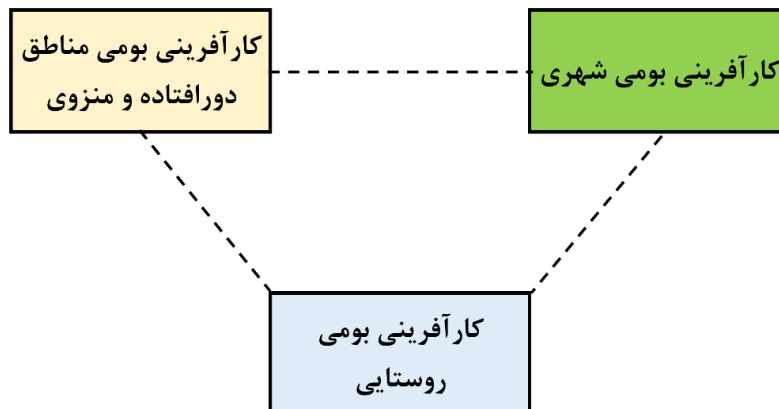 کارآفرینی بومی شهری
کارآفرینی بومی مناطق
دورافتاده و منزوی
کارآفرینی بومی
روستایی